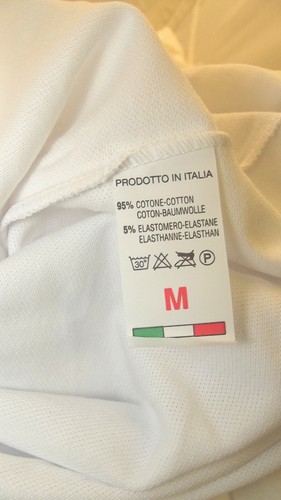 PRODOTTO IN ITALIA
95% COTONE-COTTON
COTON-BAUMWOLLE
5% ELASTOMERO-ELASTANE
ELASTHANNE-ELASTHAN
30° P
M